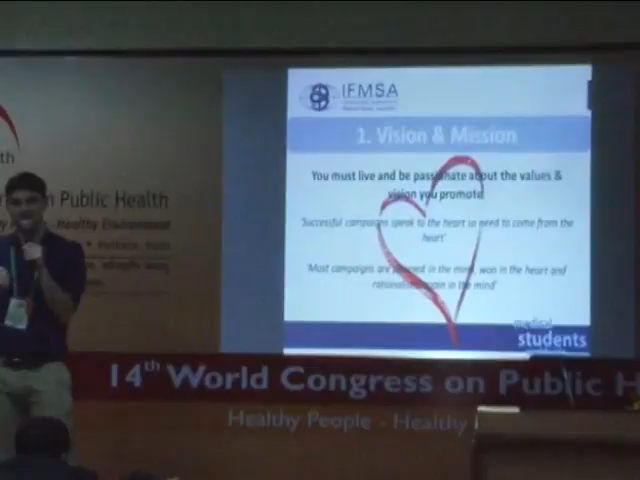 IFMSA
1. Vision & Mission
You must live and be passionate about the values &
vision you promote
'Successful campaigns speak to the heart so need to come from the
heart'
'Most campaigns are in the mind, won in the heart and
in the mind'
medical
students
th
on Public Health
Healthy Environment
14th World Congress on Public H
Healthy People - Healthy